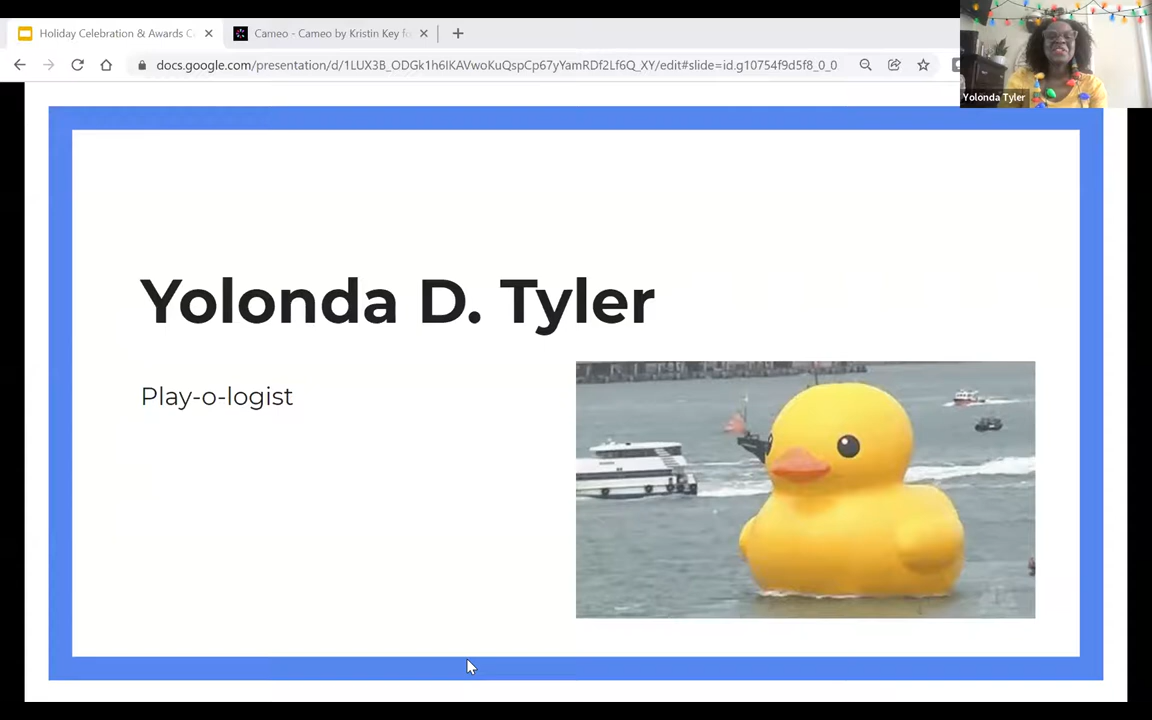 Holiday Celebration & Awards C
Cameo - Cameo by Kristin Key fo
docs.google.com/presentation/d/1LUX3B_ODGk1h6IKAVwoKuQspCp67yYamRDf2Lf6Q_XY/edit#slide=id.g10754f9d5f8_0_0
Yolonda Tyler
Yolonda D. Tyler
Play-o-logist